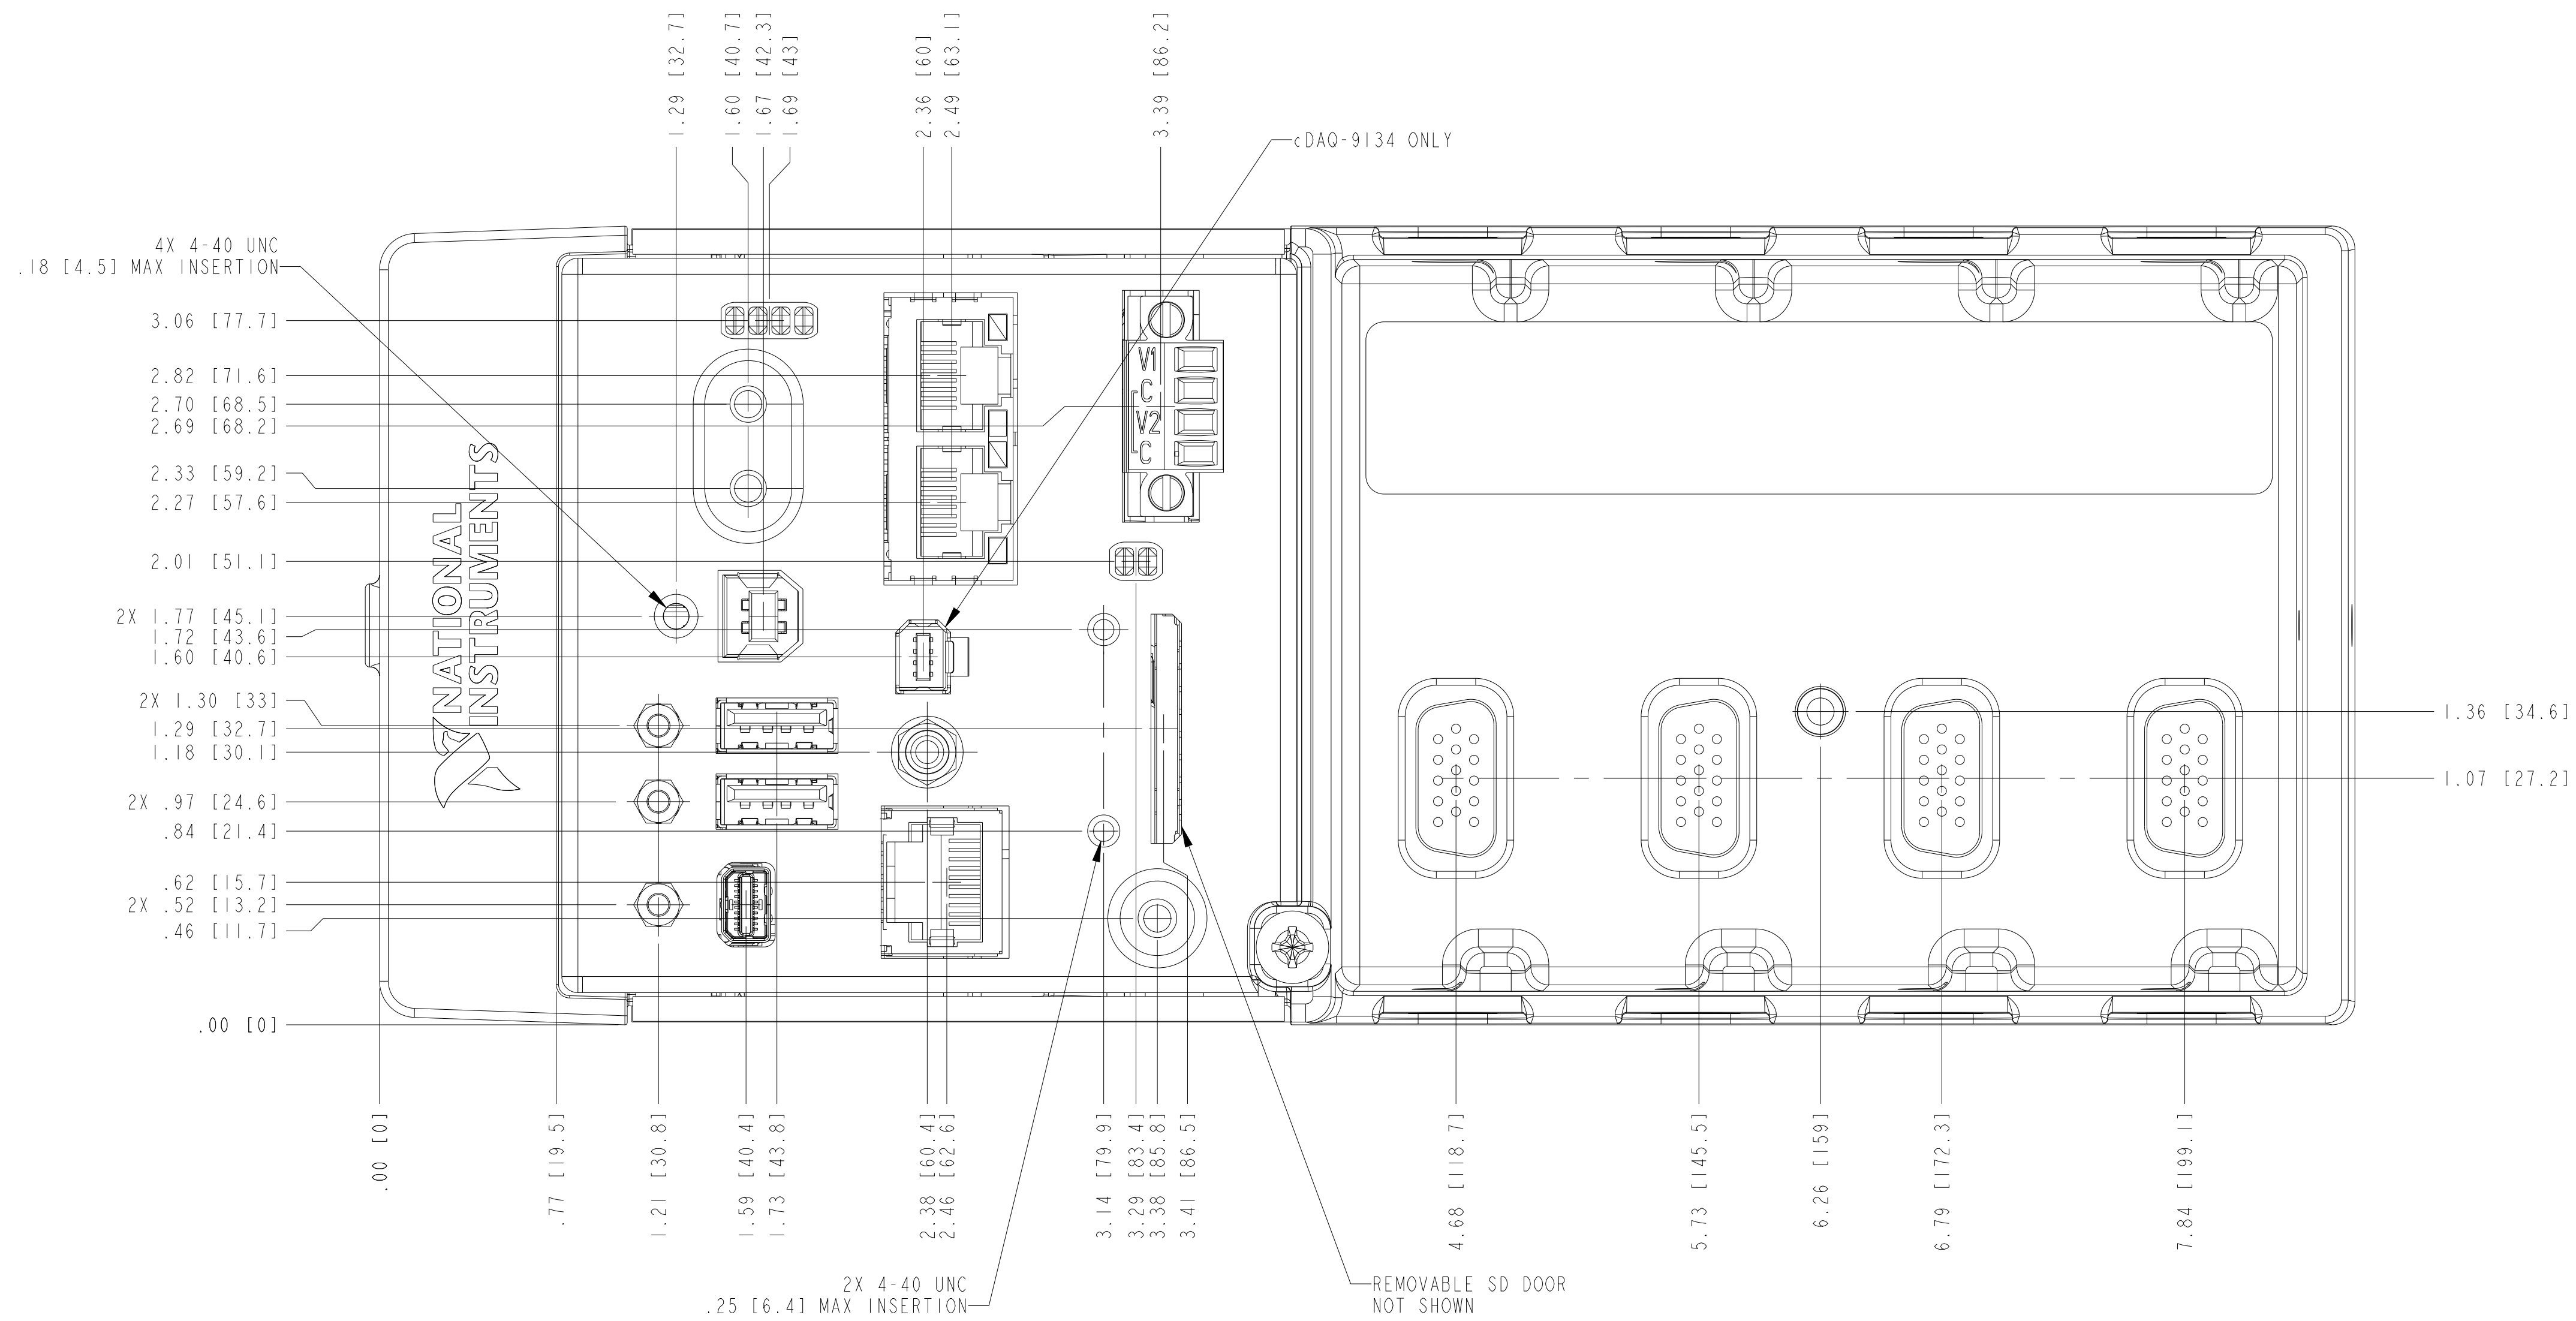 1.29 [32.7]
1.60 [40.7]
1.67 [42.3]
1.69 [43]
2.36 [60]
2.49 [63.1]
3.39 [86.2]
cDAQ-9134 ONLY
4X 4-40 UNC
.18 [4.5] MAX INSERTION
3.06 [77.7]
2.82 [71.6]
2.70 [68.5]
2.69 [68.2]
2.33 [59.2]
2.27 [57.6]
2.01 [51.1]
2X 1.77 [45.1]
1.72 [43.6]
1.60 [40.6]
2X 1.30 [33]
1.29 [32.7]
1.18 [30.1]
2X .97 [24.6]
.84 [21.4]
.62 [15.7]
2X .52 [13.2]
.46 [11.7]
.00 [0]
NATIONAL
INSTRUMENTS
V1
C
V2
C
1.36 [34.6]
1.07 [27.2]
.00 [0]
.77 [19.5]
1.21 [30.8]
1.59 [40.4]
1.73 [43.8]
2.38 [60.4]
2.46 [62.6]
3.14 [79.9]
3.29 [83.4]
3.38 [85.8]
3.41 [86.5]
4.68 [118.7]
5.73 [145.5]
6.26 [159]
6.79 [172.3]
7.84 [199.1]
2X 4-40 UNC
.25 [6.4] MAX INSERTION
REMOVABLE SD DOOR
NOT SHOWN